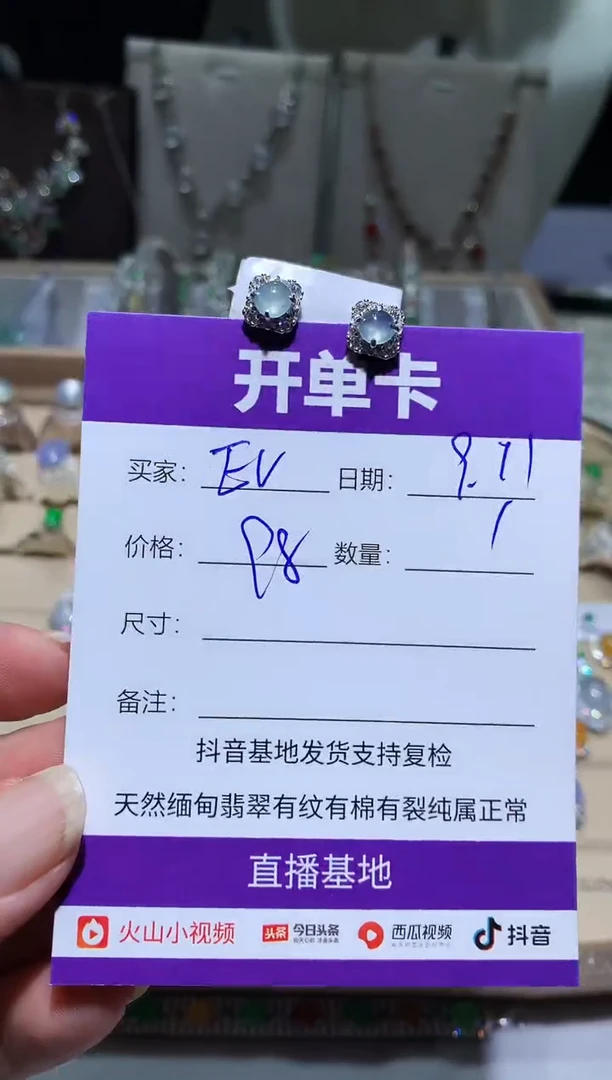 开单卡
买家: EV 日期: 9.11
价格: P8 数量: 1
尺寸:
备注:
抖音基地发货支持复检
天然缅甸翡翠有纹有棉有裂纯属正常
直播基地
火山小视频 头条 今日头条 西瓜视频 抖音